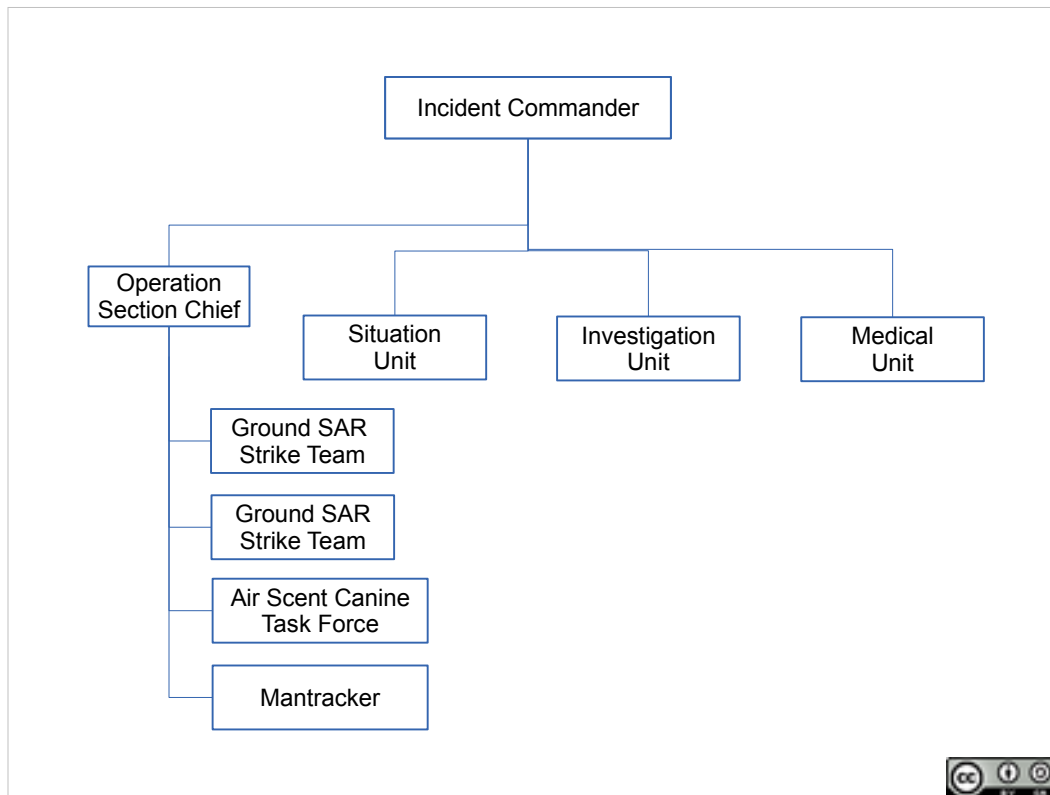 Incident Commander
Operation
Section Chief
Situation
Unit
Investigation
Unit
Medical
Unit
Ground SAR
Strike Team
Ground SAR
Strike Team
Air Scent Canine
Task Force
Mantracker
cc